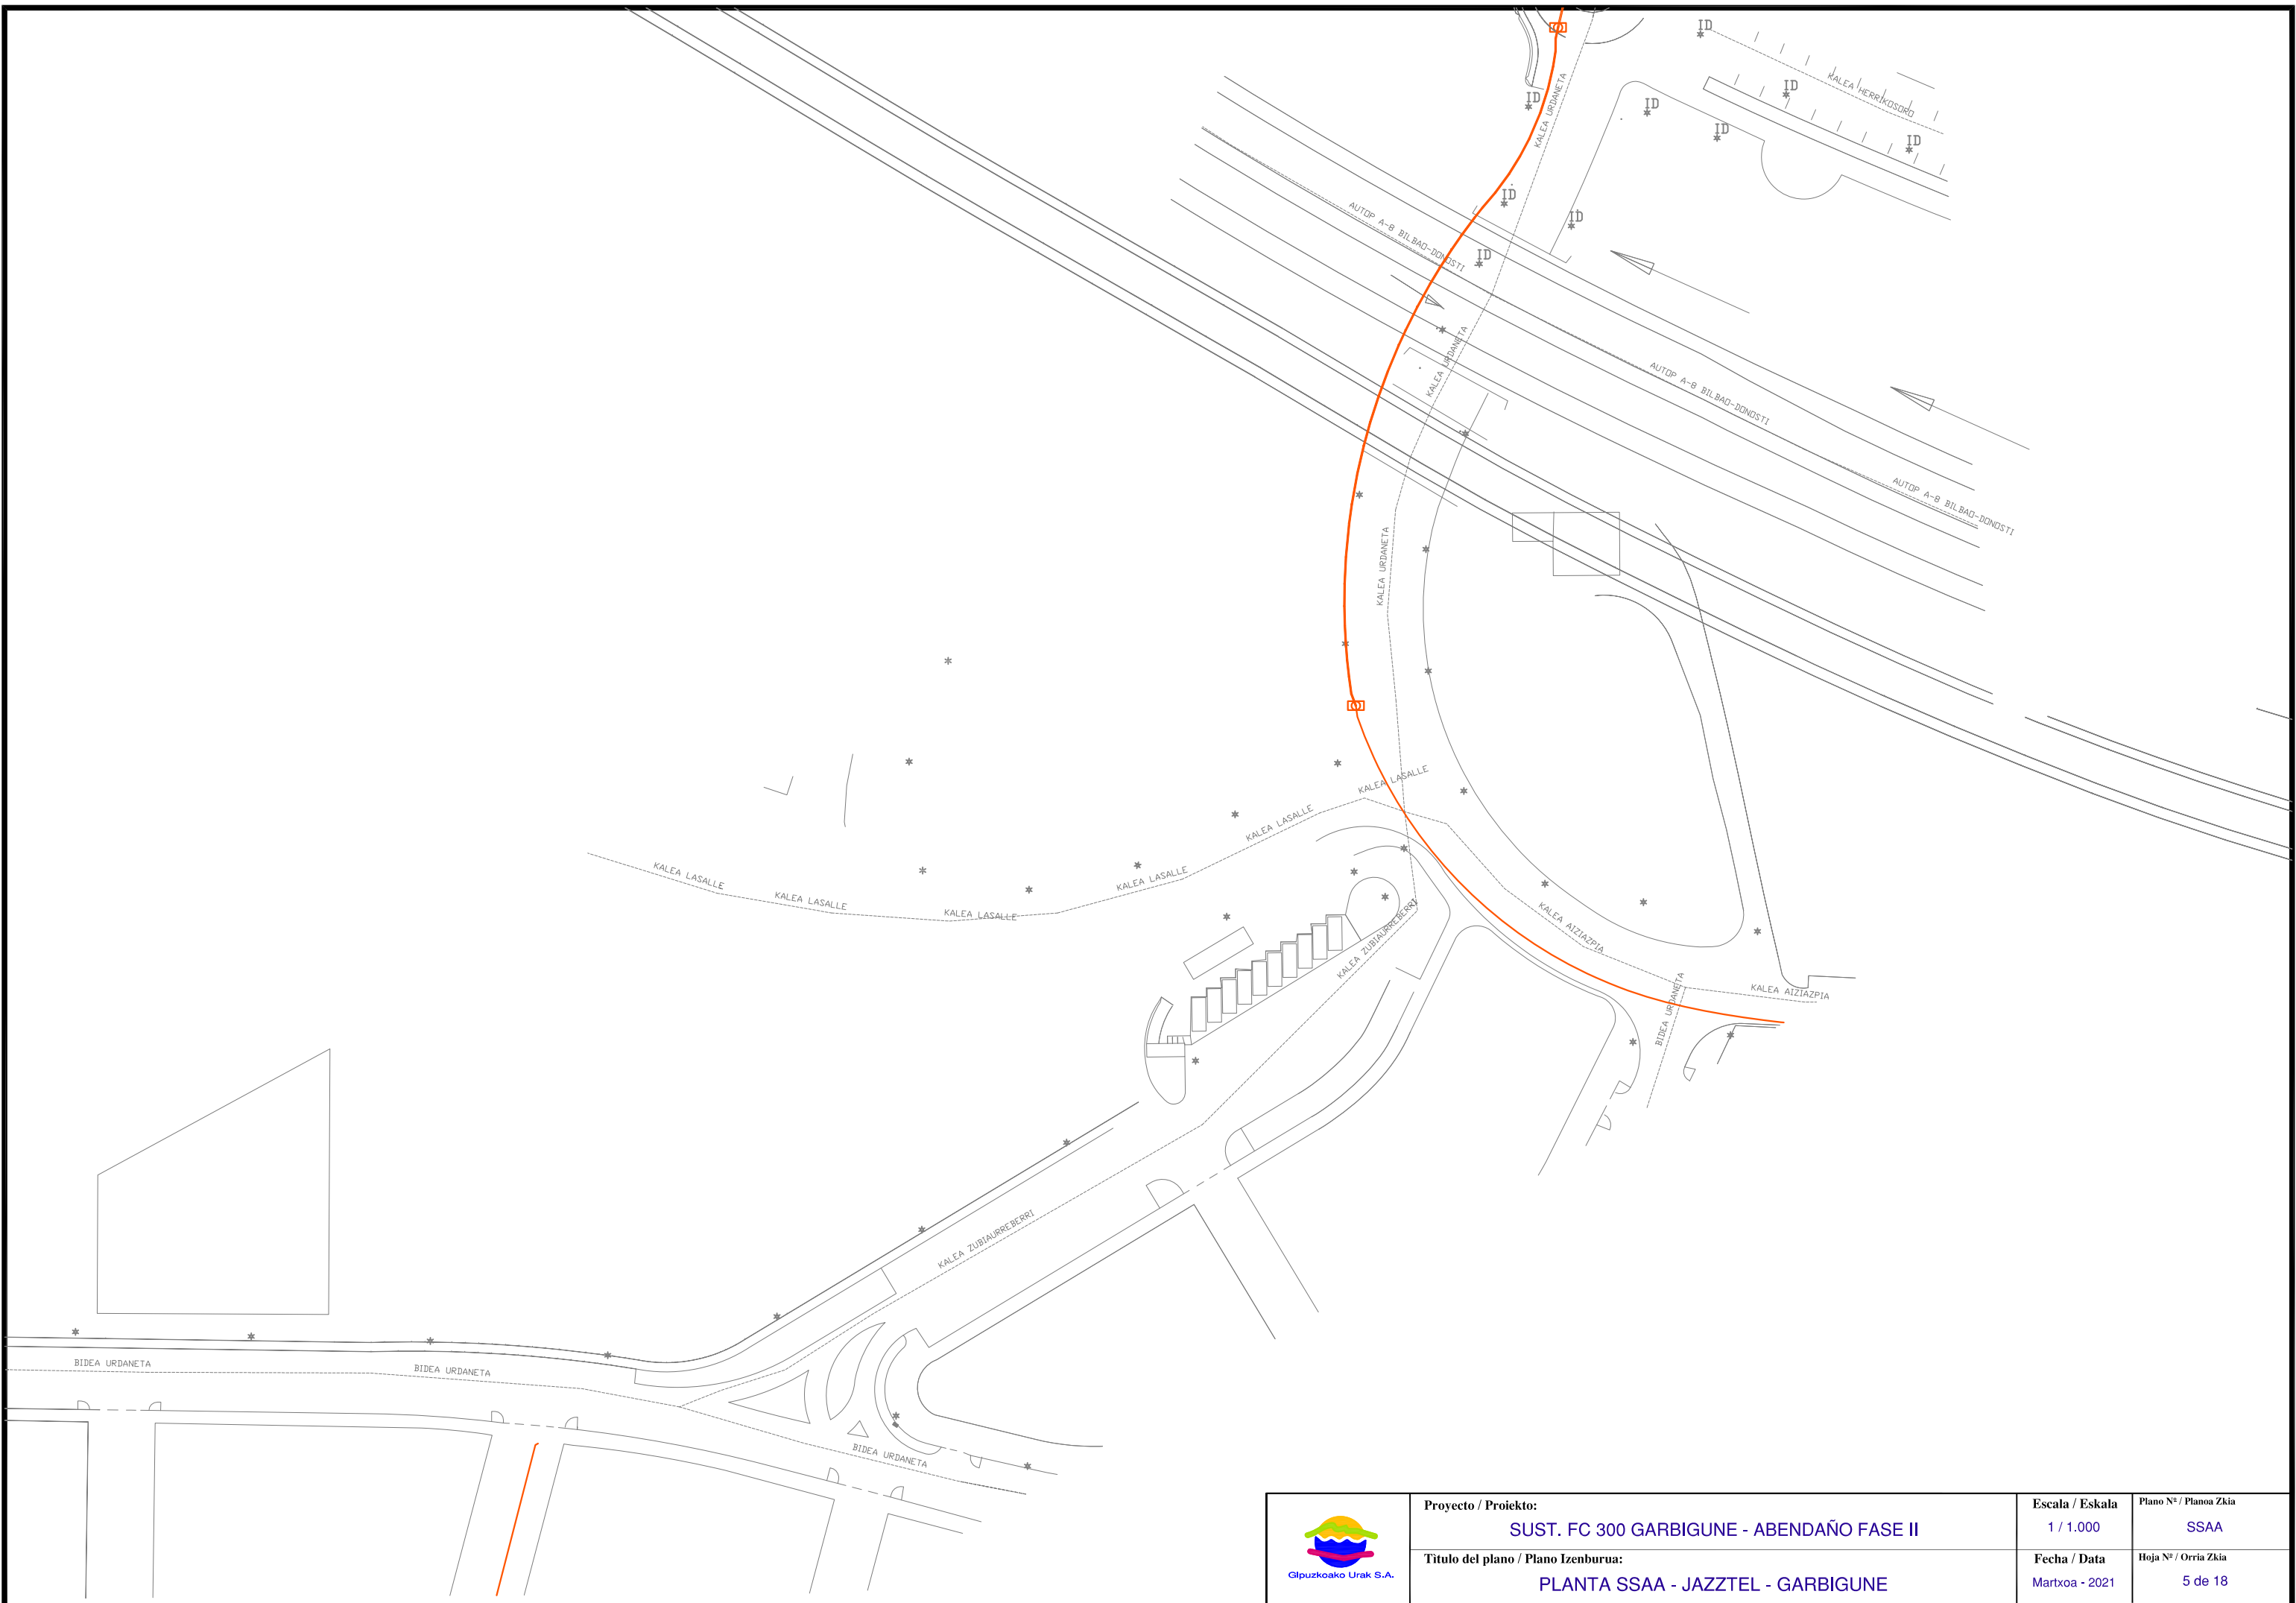 ID
ID
ID
ID
ID
ID
ID
ID
ID
KALEA HERRIKOSORO
KALEA URDANETA
AUTOP A-8 BILBAO-DONOSTI
KALEA URDANETA
AUTOP A-8 BILBAO-DONOSTI
AUTOP A-8 BILBAO-DONOSTI
KALEA URDANETA
KALEA LASALLE
KALEA LASALLE
KALEA LASALLE
KALEA LASALLE
KALEA LASALLE
KALEA LASALLE
KALEA ZUBIAURREBERRI
KALEA AIZIAZPIA
KALEA AIZIAZPIA
BIDEA URDANETA
KALEA ZUBIAURREBERRI
BIDEA URDANETA
BIDEA URDANETA
BIDEA URDANETA
Gipuzkoako Urak S.A.
Proyecto / Proiekto:
SUST. FC 300 GARBIGUNE - ABENDAÑO FASE II
Titulo del plano / Plano Izenburua:
PLANTA SSAA - JAZZTEL - GARBIGUNE
Escala / Eskala
1 / 1.000
Plano Nº / Planoa Zkia
SSAA
Fecha / Data
Martxoa - 2021
Hoja Nº / Orria Zkia
5 de 18